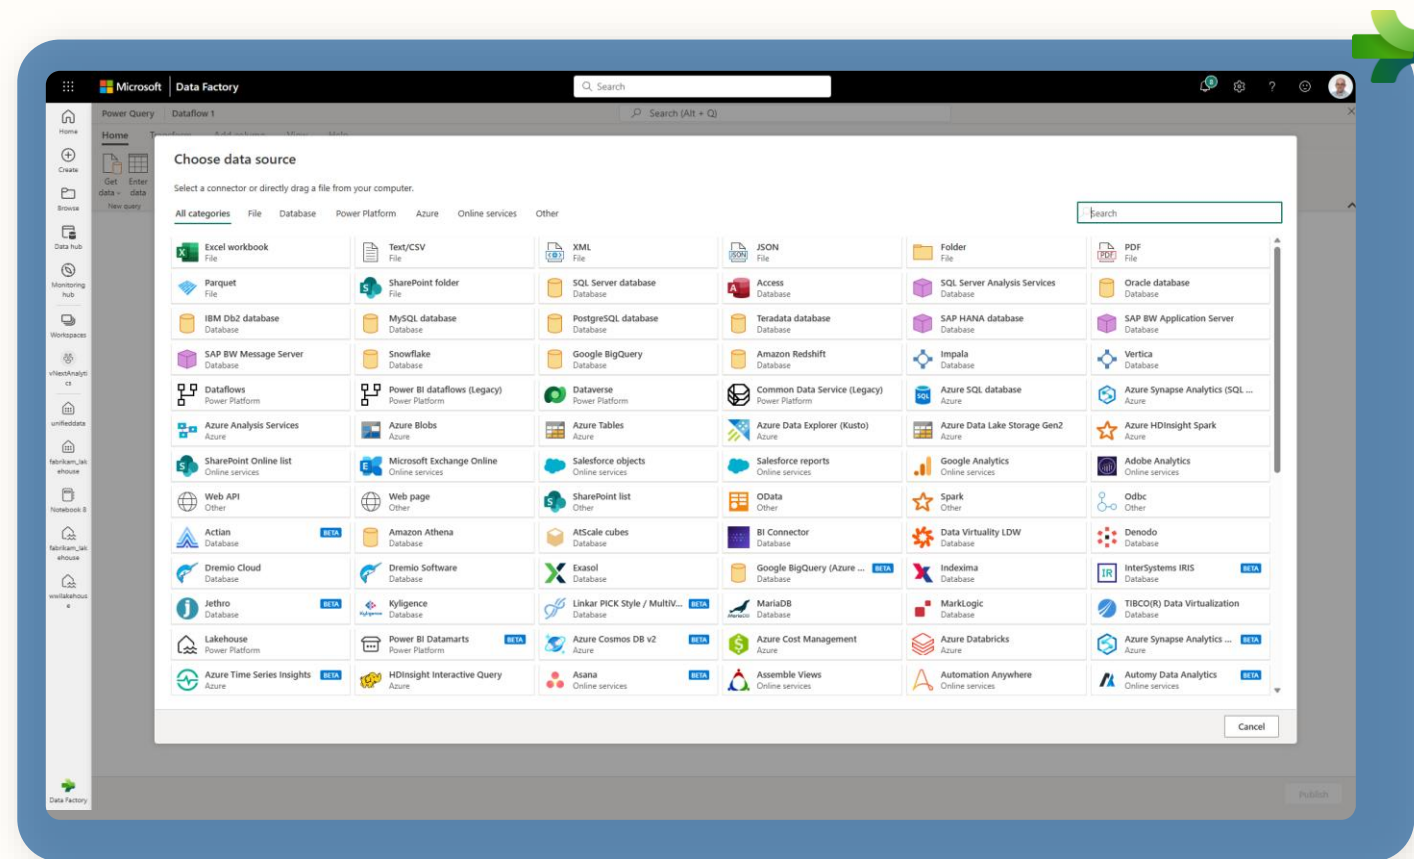 Microsoft Data Factory
Search
8
?
Power Query Dataflow 1
Search (Alt + Q)
Home Transform Add column View Help
Get data
Enter data
New query
Home
Create
Browse
Data hub
Monitoring hub
Workspaces
vNextAnalyti
cs
unifieddata
fabrikam_lak
ehouse
Notebook 8
fabrikam_lak
ehouse
wwilakehous
e
Data Factory
Choose data source
Select a connector or directly drag a file from your computer.
All categories File Database Power Platform Azure Online services Other
Search
Excel workbook
File
Text/CSV
File
XML
File
JSON
File
Folder
File
PDF
File
Parquet
File
SharePoint folder
File
SQL Server database
Database
Access
Database
SQL Server Analysis Services
Database
Oracle database
Database
IBM Db2 database
Database
MySQL database
Database
PostgreSQL database
Database
Teradata database
Database
SAP HANA database
Database
SAP BW Application Server
Database
SAP BW Message Server
Database
Snowflake
Database
Google BigQuery
Database
Amazon Redshift
Database
Impala
Database
Vertica
Database
Dataflows
Power Platform
Power BI dataflows (Legacy)
Power Platform
Dataverse
Power Platform
Common Data Service (Legacy)
Power Platform
Azure SQL database
Azure
Azure Synapse Analytics (SQL ...
Azure
Azure Analysis Services
Azure
Azure Blobs
Azure
Azure Tables
Azure
Azure Data Explorer (Kusto)
Azure
Azure Data Lake Storage Gen2
Azure
Azure HDInsight Spark
Azure
SharePoint Online list
Online services
Microsoft Exchange Online
Online services
Salesforce objects
Online services
Salesforce reports
Online services
Google Analytics
Online services
Adobe Analytics
Online services
Web API
Other
Web page
Other
SharePoint list
Other
OData
Other
Spark
Other
Odbc
Other
Actian BETA
Database
Amazon Athena
Database
AtScale cubes
Database
BI Connector
Database
Data Virtuality LDW
Database
Denodo
Database
Dremio Cloud
Database
Dremio Software
Database
Exasol
Database
Google BigQuery (Azure ... BETA
Database
Indexima
Database
InterSystems IRIS BETA
Database
Jethro BETA
Database
Kyligence
Database
Linkar PICK Style / MultiV... BETA
Database
MariaDB
Database
MarkLogic
Database
TIBCO(R) Data Virtualization
Database
Lakehouse
Power Platform
Power BI Datamarts BETA
Power Platform
Azure Cosmos DB v2 BETA
Azure
Azure Cost Management
Azure
Azure Databricks
Azure
Azure Synapse Analytics ... BETA
Azure
Azure Time Series Insights BETA
Azure
HDInsight Interactive Query
Azure
Asana BETA
Online services
Assemble Views
Online services
Automation Anywhere
Online services
Automy Data Analytics BETA
Online services
Cancel
Publish